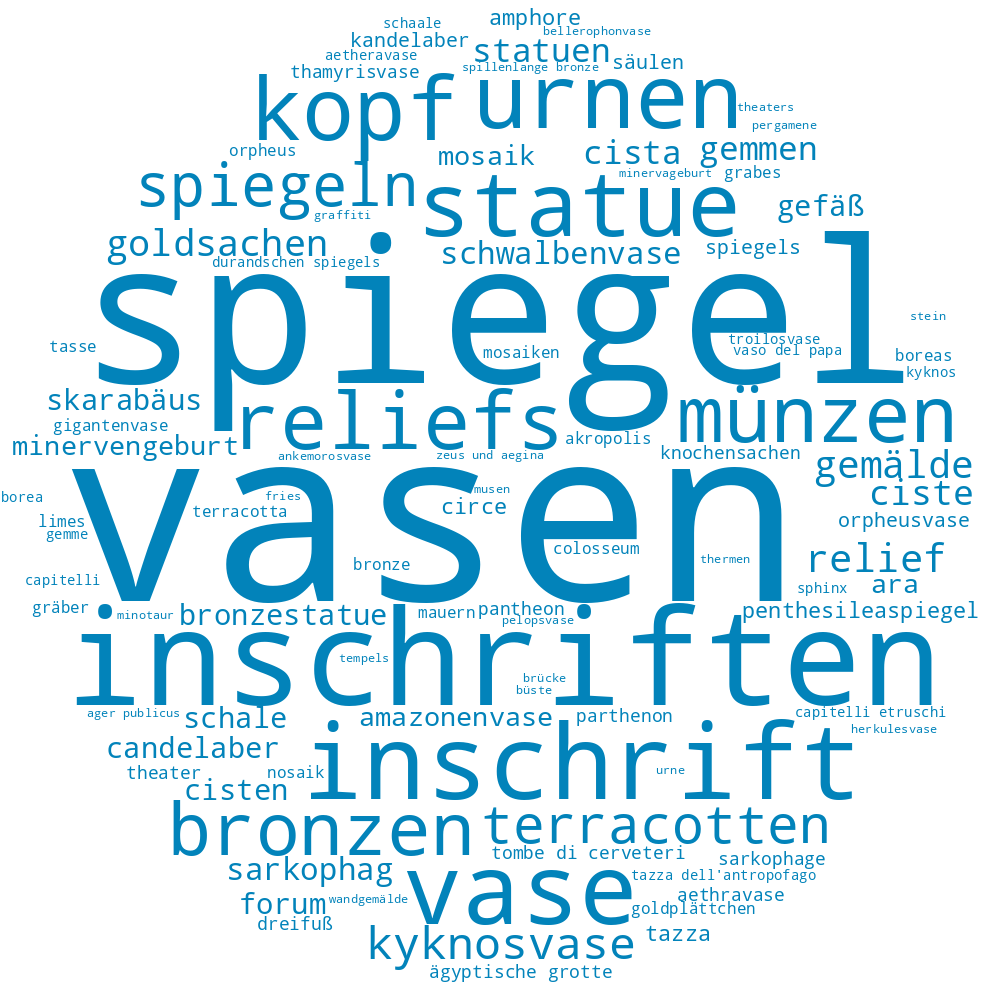 schaale
amphore
bellerophonvase
kandelaber
statuen
aetheravase
säulen
thamyrisvase
spillenlange bronze
kopf
urnen
theaters
pergamene
orpheus
mosaik
cista
gemmen
spiegeln
statue
minervageburt
grabes
graffiti
gefäß
goldsachen
schwalbenvase
spiegels
durandschen spiegels
spiegel
stein
tasse
mosaiken
troilosvase
vaso del papa
boreas
kyknos
skarabäus
reliefs
münzen
gigantenvase
akropolis
minervengeburt
ankemorosvase
zeus und aegina
knochensachen
gemälde
borea
fries
musen
ciste
vasen
limes
terracotta
circe
orpheusvase
gemme
colosseum
relief
capitelli
bronze
thermen
sphinx
ara
gräber
minotaur
bronzestatue
mauern
pantheon
pelopsvase
penthesileaspiegel
inschriften
tempels
brücke
büste
ager publicus
schale
amazonenvase
parthenon
capitelli etruschi
herkulesvase
candelaber
inschrift
theater
nosaik
urne
cisten
bronzen
terracotten
tombe di cerveteri
sarkophage
sarkophag
vase
tazza dell'antropofago
aethravase
forum
wandgemälde
goldplättchen
dreifuß
kyknosvase
tazza
ägyptische grotte